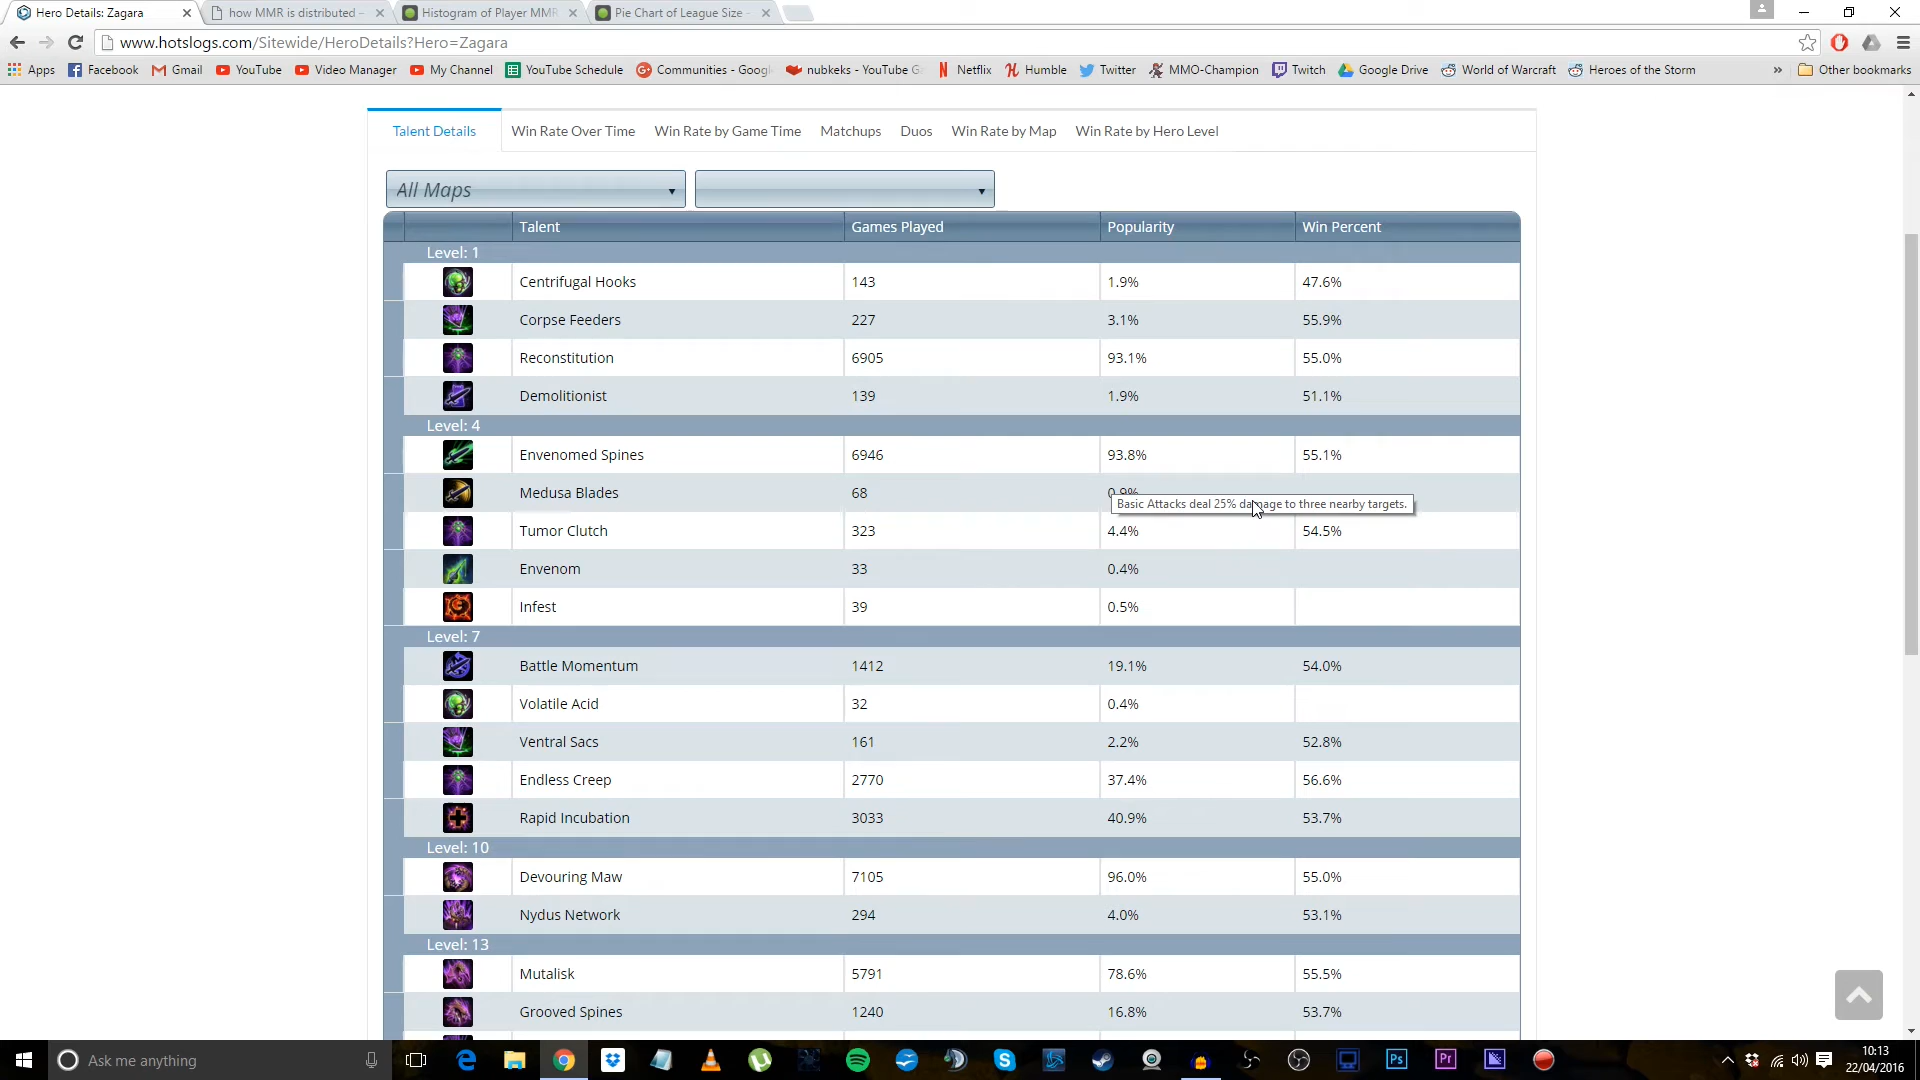 Hero Details: Zagara
how MMR is distributed –
Histogram of Player MMR
Pie Chart of League Size
www.hotslogs.com/Sitewide/HeroDetails?Hero=Zagara
Apps Facebook Gmail YouTube Video Manager My Channel YouTube Schedule Communities - Googl nubkeks - YouTube G Netflix Humble Twitter MMO-Champion Twitch Google Drive World of Warcraft Heroes of the Storm » Other bookmarks
Talent Details Win Rate Over Time Win Rate by Game Time Matchups Duos Win Rate by Map Win Rate by Hero Level
All Maps
Talent Games Played Popularity Win Percent
Level: 1
Centrifugal Hooks 143 1.9% 47.6%
Corpse Feeders 227 3.1% 55.9%
Reconstitution 6905 93.1% 55.0%
Demolitionist 139 1.9% 51.1%
Level: 4
Envenomed Spines 6946 93.8% 55.1%
Medusa Blades 68 0.9%
Basic Attacks deal 25% damage to three nearby targets.
Tumor Clutch 323 4.4% 54.5%
Envenom 33 0.4%
Infest 39 0.5%
Level: 7
Battle Momentum 1412 19.1% 54.0%
Volatile Acid 32 0.4%
Ventral Sacs 161 2.2% 52.8%
Endless Creep 2770 37.4% 56.6%
Rapid Incubation 3033 40.9% 53.7%
Level: 10
Devouring Maw 7105 96.0% 55.0%
Nydus Network 294 4.0% 53.1%
Level: 13
Mutalisk 5791 78.6% 55.5%
Grooved Spines 1240 16.8% 53.7%
Ask me anything
Ps
Pr
10:13
22/04/2016